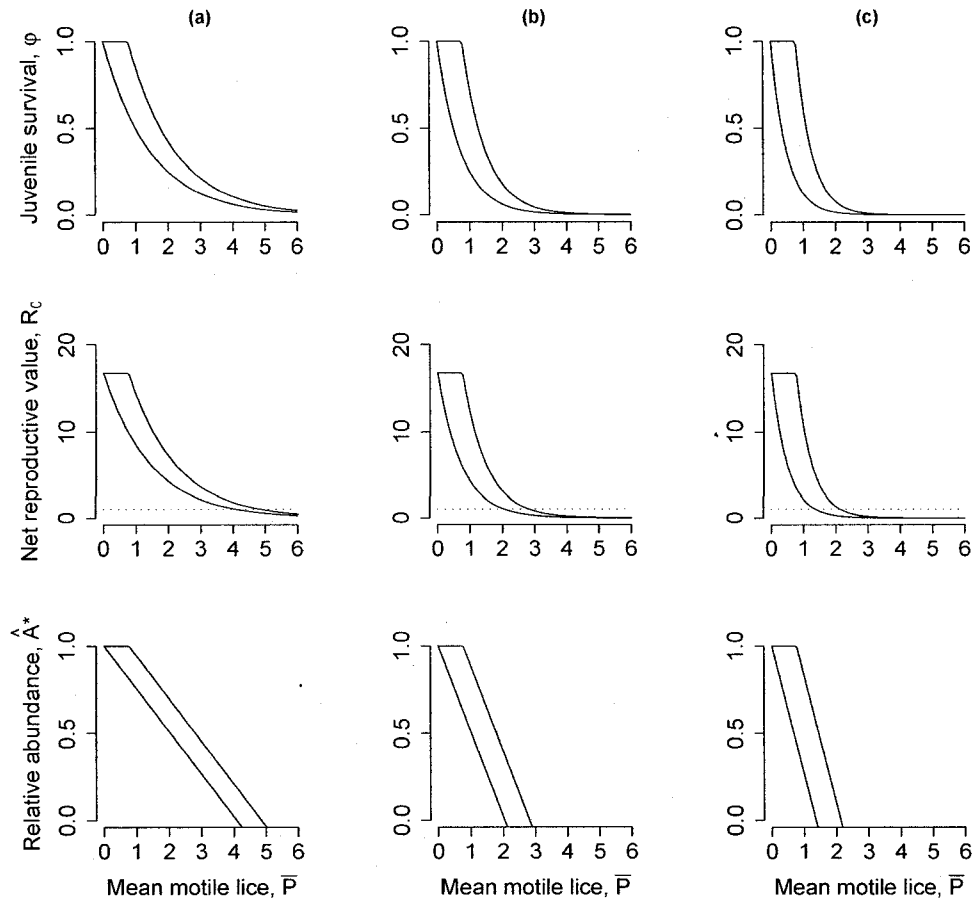 (a) (b) (c)
Juvenile survival, φ
1.0 1.0 1.0
0.5 0.5 0.5
0.0 0.0 0.0
0 1 2 3 4 5 6 0 1 2 3 4 5 6 0 1 2 3 4 5 6
Net reproductive value, R_C
20 20 20
10 10 10
0 0 0
0 1 2 3 4 5 6 0 1 2 3 4 5 6 0 1 2 3 4 5 6
Relative abundance, Â*
1.0 1.0 1.0
0.5 0.5 0.5
0.0 0.0 0.0
0 1 2 3 4 5 6 0 1 2 3 4 5 6 0 1 2 3 4 5 6
Mean motile lice, P̅ Mean motile lice, P̅ Mean motile lice, P̅